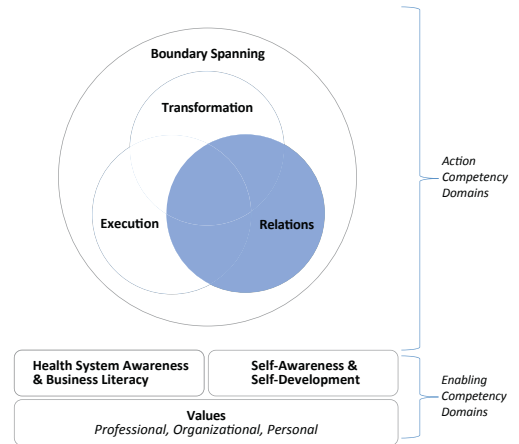 Boundary Spanning
Transformation
Execution
Relations
Action
Competency
Domains
Health System Awareness
& Business Literacy
Self-Awareness &
Self-Development
Values
Professional, Organizational, Personal
Enabling
Competency
Domains